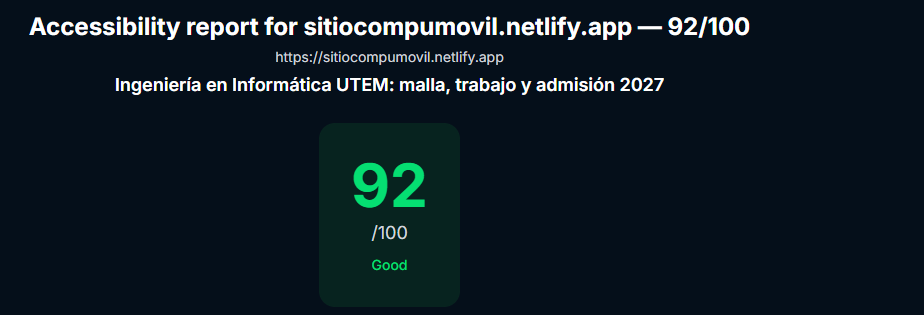 Accessibility report for sitiocompumovil.netlify.app — 92/100
https://sitiocompumovil.netlify.app
Ingeniería en Informática UTEM: malla, trabajo y admisión 2027
92
/100
Good